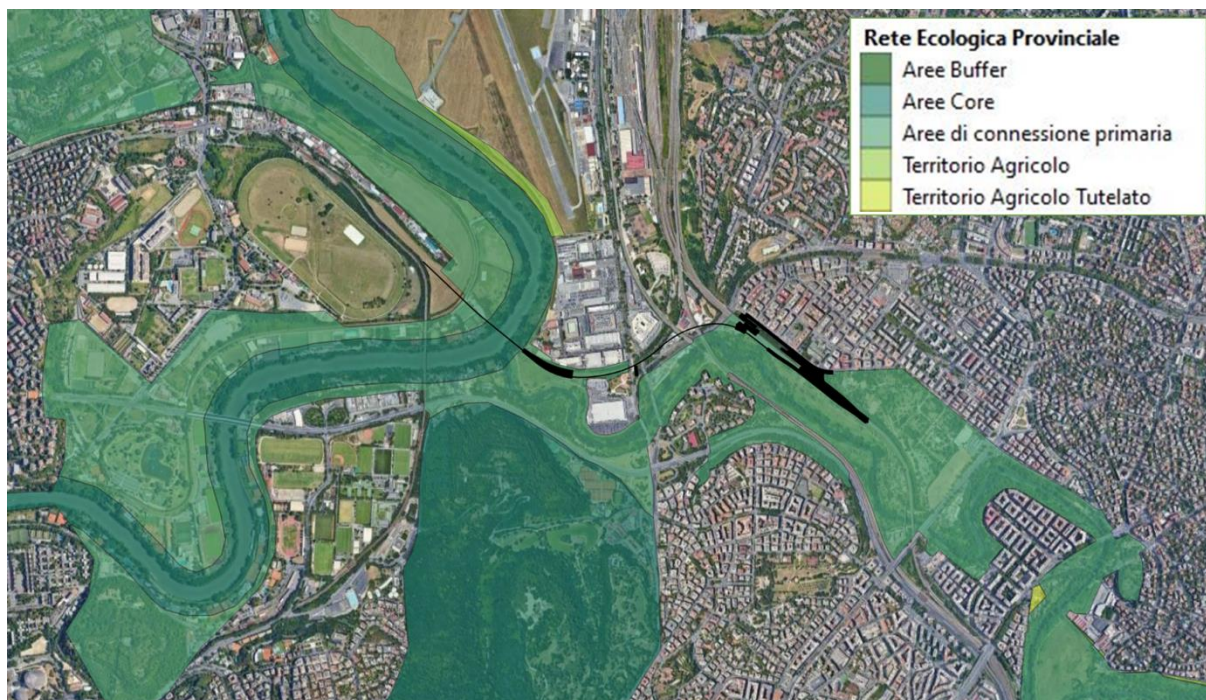 Rete Ecologica Provinciale
Aree Buffer
Aree Core
Aree di connessione primaria
Territorio Agricolo
Territorio Agricolo Tutelato